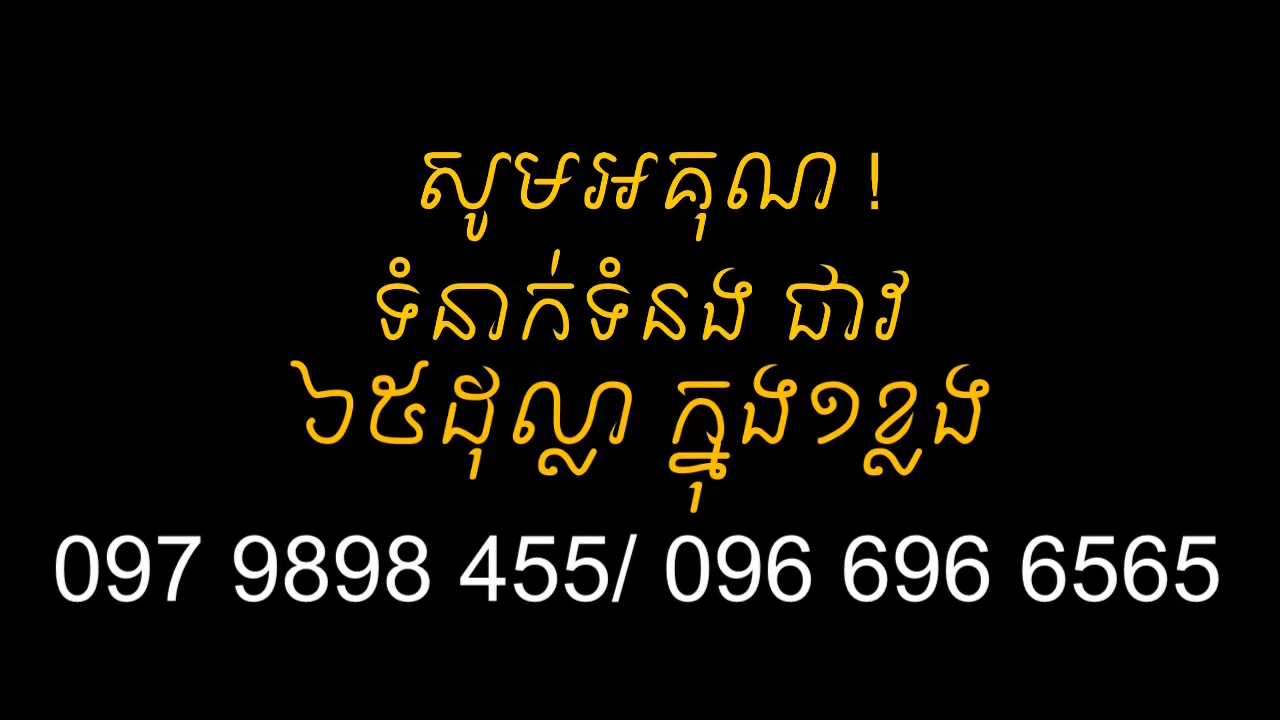 សូមអគុណ !
ទំនាក់ទំនង ជាវ
៦៥ដុល្លា ក្នុង១ខ្លង
097 9898 455/ 096 696 6565